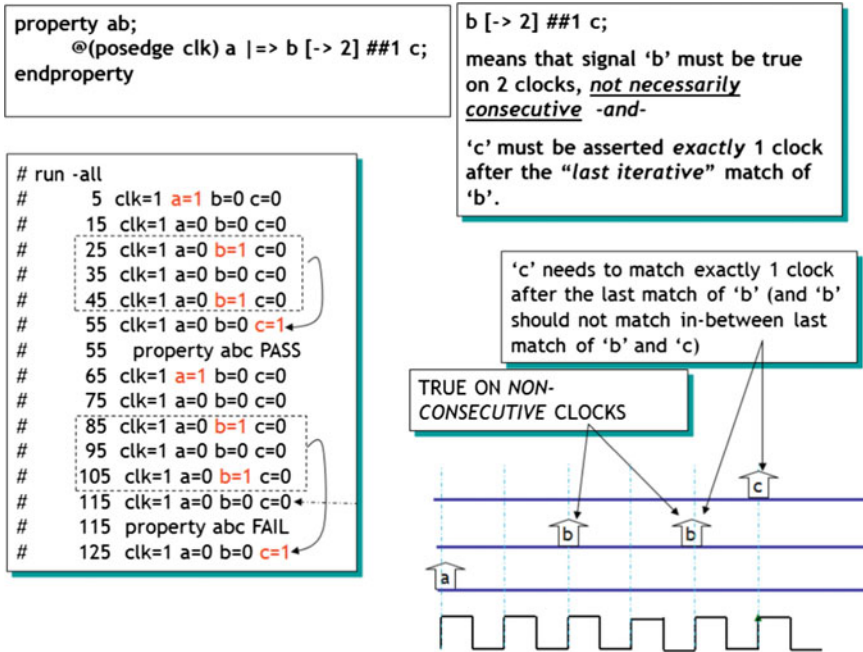 property ab;
@(posedge clk) a |=> b [-> 2] ##1 c;
endproperty
b [-> 2] ##1 c;
means that signal ‘b’ must be true
on 2 clocks, not necessarily
consecutive -and-
‘c’ must be asserted exactly 1 clock
after the “last iterative” match of
‘b’.
# run -all
# 5 clk=1 a=1 b=0 c=0
# 15 clk=1 a=0 b=0 c=0
# 25 clk=1 a=0 b=1 c=0
# 35 clk=1 a=0 b=0 c=0
# 45 clk=1 a=0 b=1 c=0
# 55 clk=1 a=0 b=0 c=1
# 55 property abc PASS
# 65 clk=1 a=1 b=0 c=0
# 75 clk=1 a=0 b=0 c=0
# 85 clk=1 a=0 b=1 c=0
# 95 clk=1 a=0 b=0 c=0
# 105 clk=1 a=0 b=1 c=0
# 115 clk=1 a=0 b=0 c=0
# 115 property abc FAIL
# 125 clk=1 a=0 b=0 c=1
‘c’ needs to match exactly 1 clock
after the last match of ‘b’ (and ‘b’
should not match in-between last
match of ‘b’ and ‘c)
TRUE ON NON-
CONSECUTIVE CLOCKS
c
b b
a